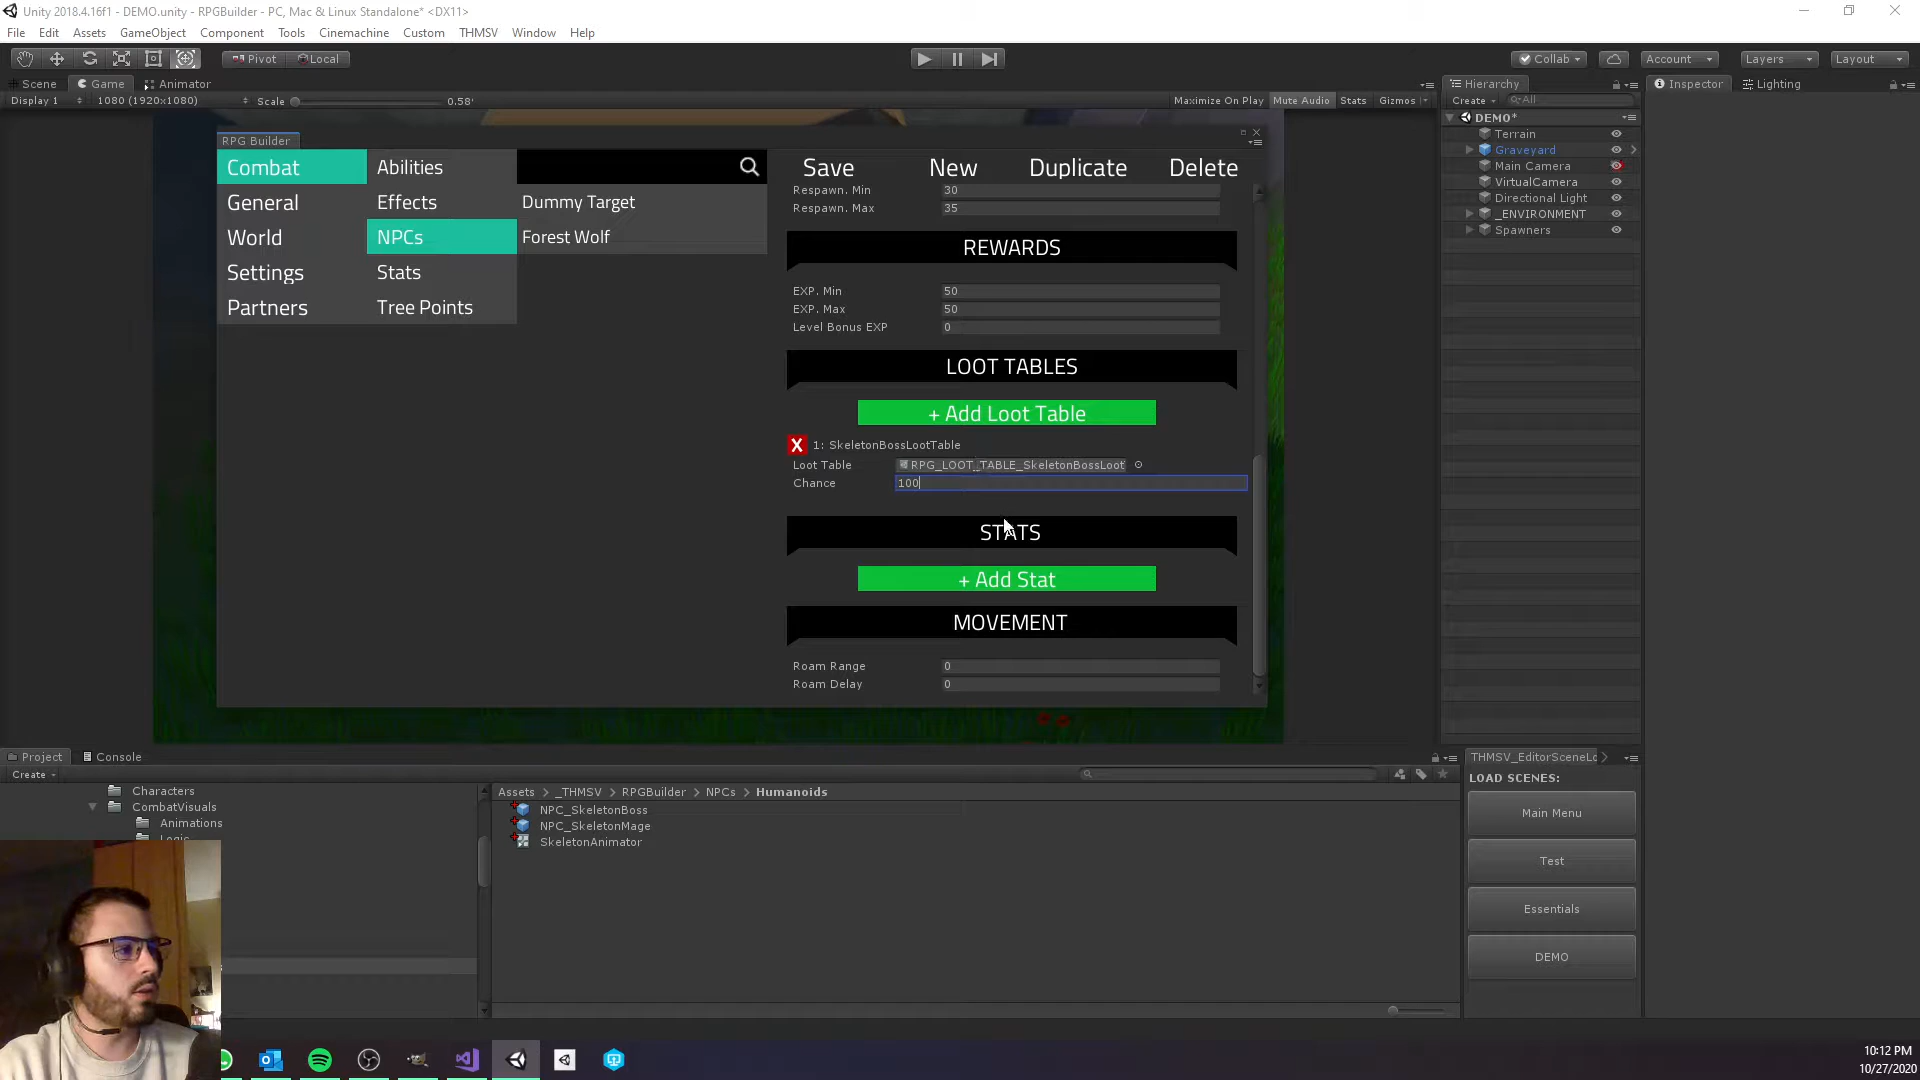 Unity 2018.4.16f1 - DEMO.unity - RPGBuilder - PC, Mac & Linux Standalone* <DX11>
File Edit Assets GameObject Component Tools Cinemachine Custom THMSV Window Help
Pivot Local Collab Account Layers Layout
Scene Game Animator Hierarchy Inspector Lighting
Display 1 1080 (1920x1080) Scale 0.58' Maximize On Play Mute Audio Stats Gizmos Create All
DEMO*
Terrain
Graveyard
Main Camera
VirtualCamera
Directional Light
_ENVIRONMENT
Spawners
RPG Builder
Combat
General
World
Settings
Partners
Abilities
Effects
NPCs
Stats
Tree Points
Dummy Target
Forest Wolf
Save New Duplicate Delete
Respawn. Min 30
Respawn. Max 35
REWARDS
EXP. Min 50
EXP. Max 50
Level Bonus EXP 0
LOOT TABLES
+ Add Loot Table
X 1: SkeletonBossLootTable
Loot Table RPG_LOOT_TABLE_SkeletonBossLoot
Chance 100
STATS
+ Add Stat
MOVEMENT
Roam Range 0
Roam Delay 0
Project Console
Create
Characters
CombatVisuals
Animations
Logic
Assets > _THMSV > RPGBuilder > NPCs > Humanoids
NPC_SkeletonBoss
NPC_SkeletonMage
SkeletonAnimator
THMSV_EditorSceneLo
LOAD SCENES:
Main Menu
Test
Essentials
DEMO
10:12 PM
10/27/2020